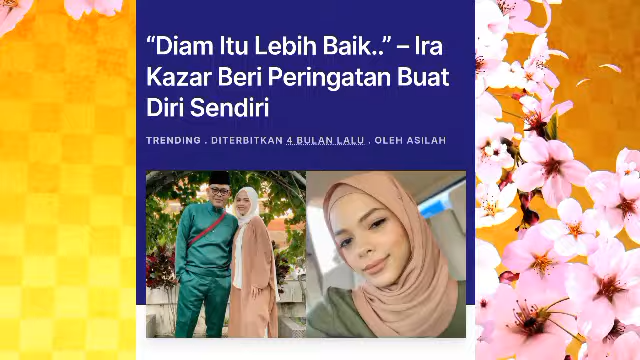 “Diam Itu Lebih Baik..” – Ira
Kazar Beri Peringatan Buat
Diri Sendiri
TRENDING . DITERBITKAN 4 BULAN LALU . OLEH ASILAH